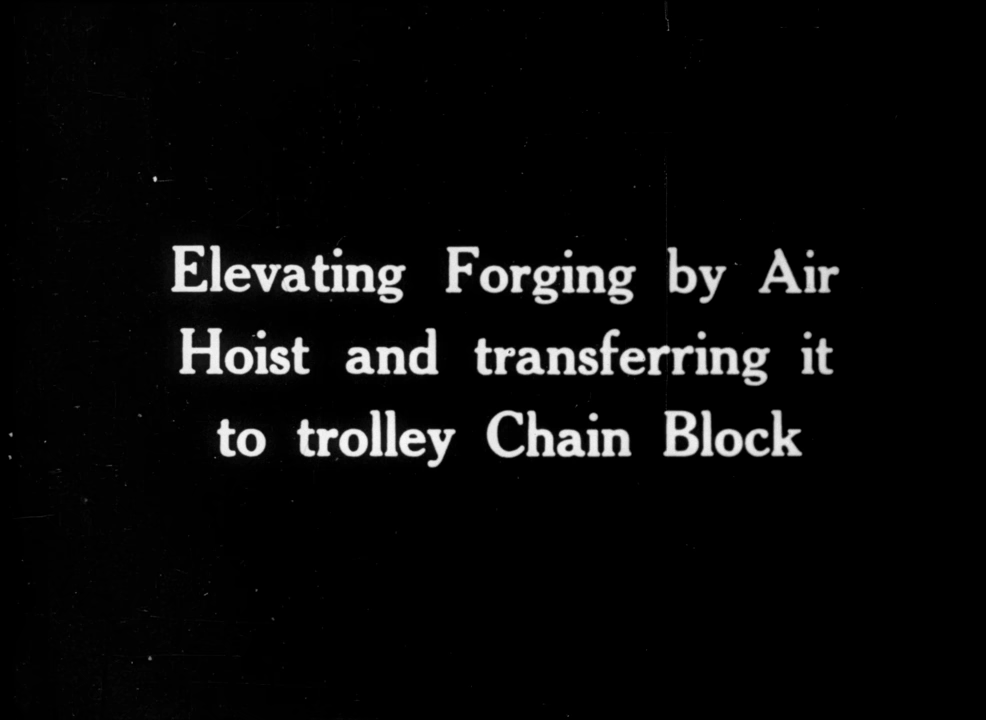 Elevating Forging by Air
Hoist and transferring it
to trolley Chain Block